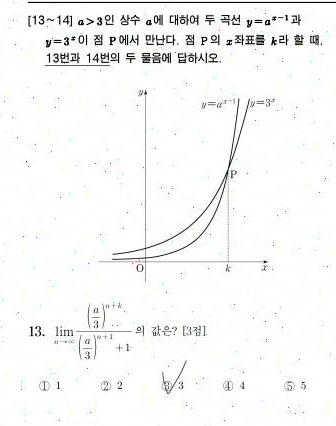 [13~14] a>3인 상수 a에 대하여 두 곡선 y=a^{x-1}과
y=3^x이 점 P에서 만난다. 점 P의 x좌표를 k라 할 때,
13번과 14번의 두 물음에 답하시오.
y
y=a^{x-1}
y=3^x
P
O
k
x
13. lim_{n→∞} \frac{(\frac{a}{3})^{n+k}}{(\frac{a}{3})^{n+1}+1} 의 값은? [3점]
① 1 ② 2 ③ 3 ④ 4 ⑤ 5